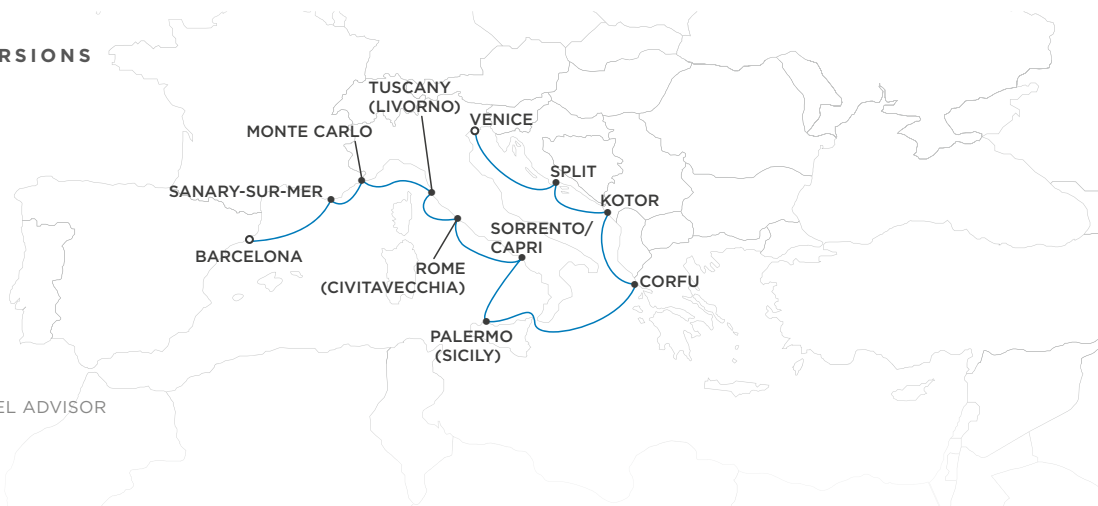 RSIONS
TUSCANY
(LIVORNO)
VENICE
MONTE CARLO
SPLIT
SANARY-SUR-MER
KOTOR
SORRENTO/
CAPRI
BARCELONA
ROME
(CIVITAVECCHIA)
CORFU
PALERMO
(SICILY)
EL ADVISOR